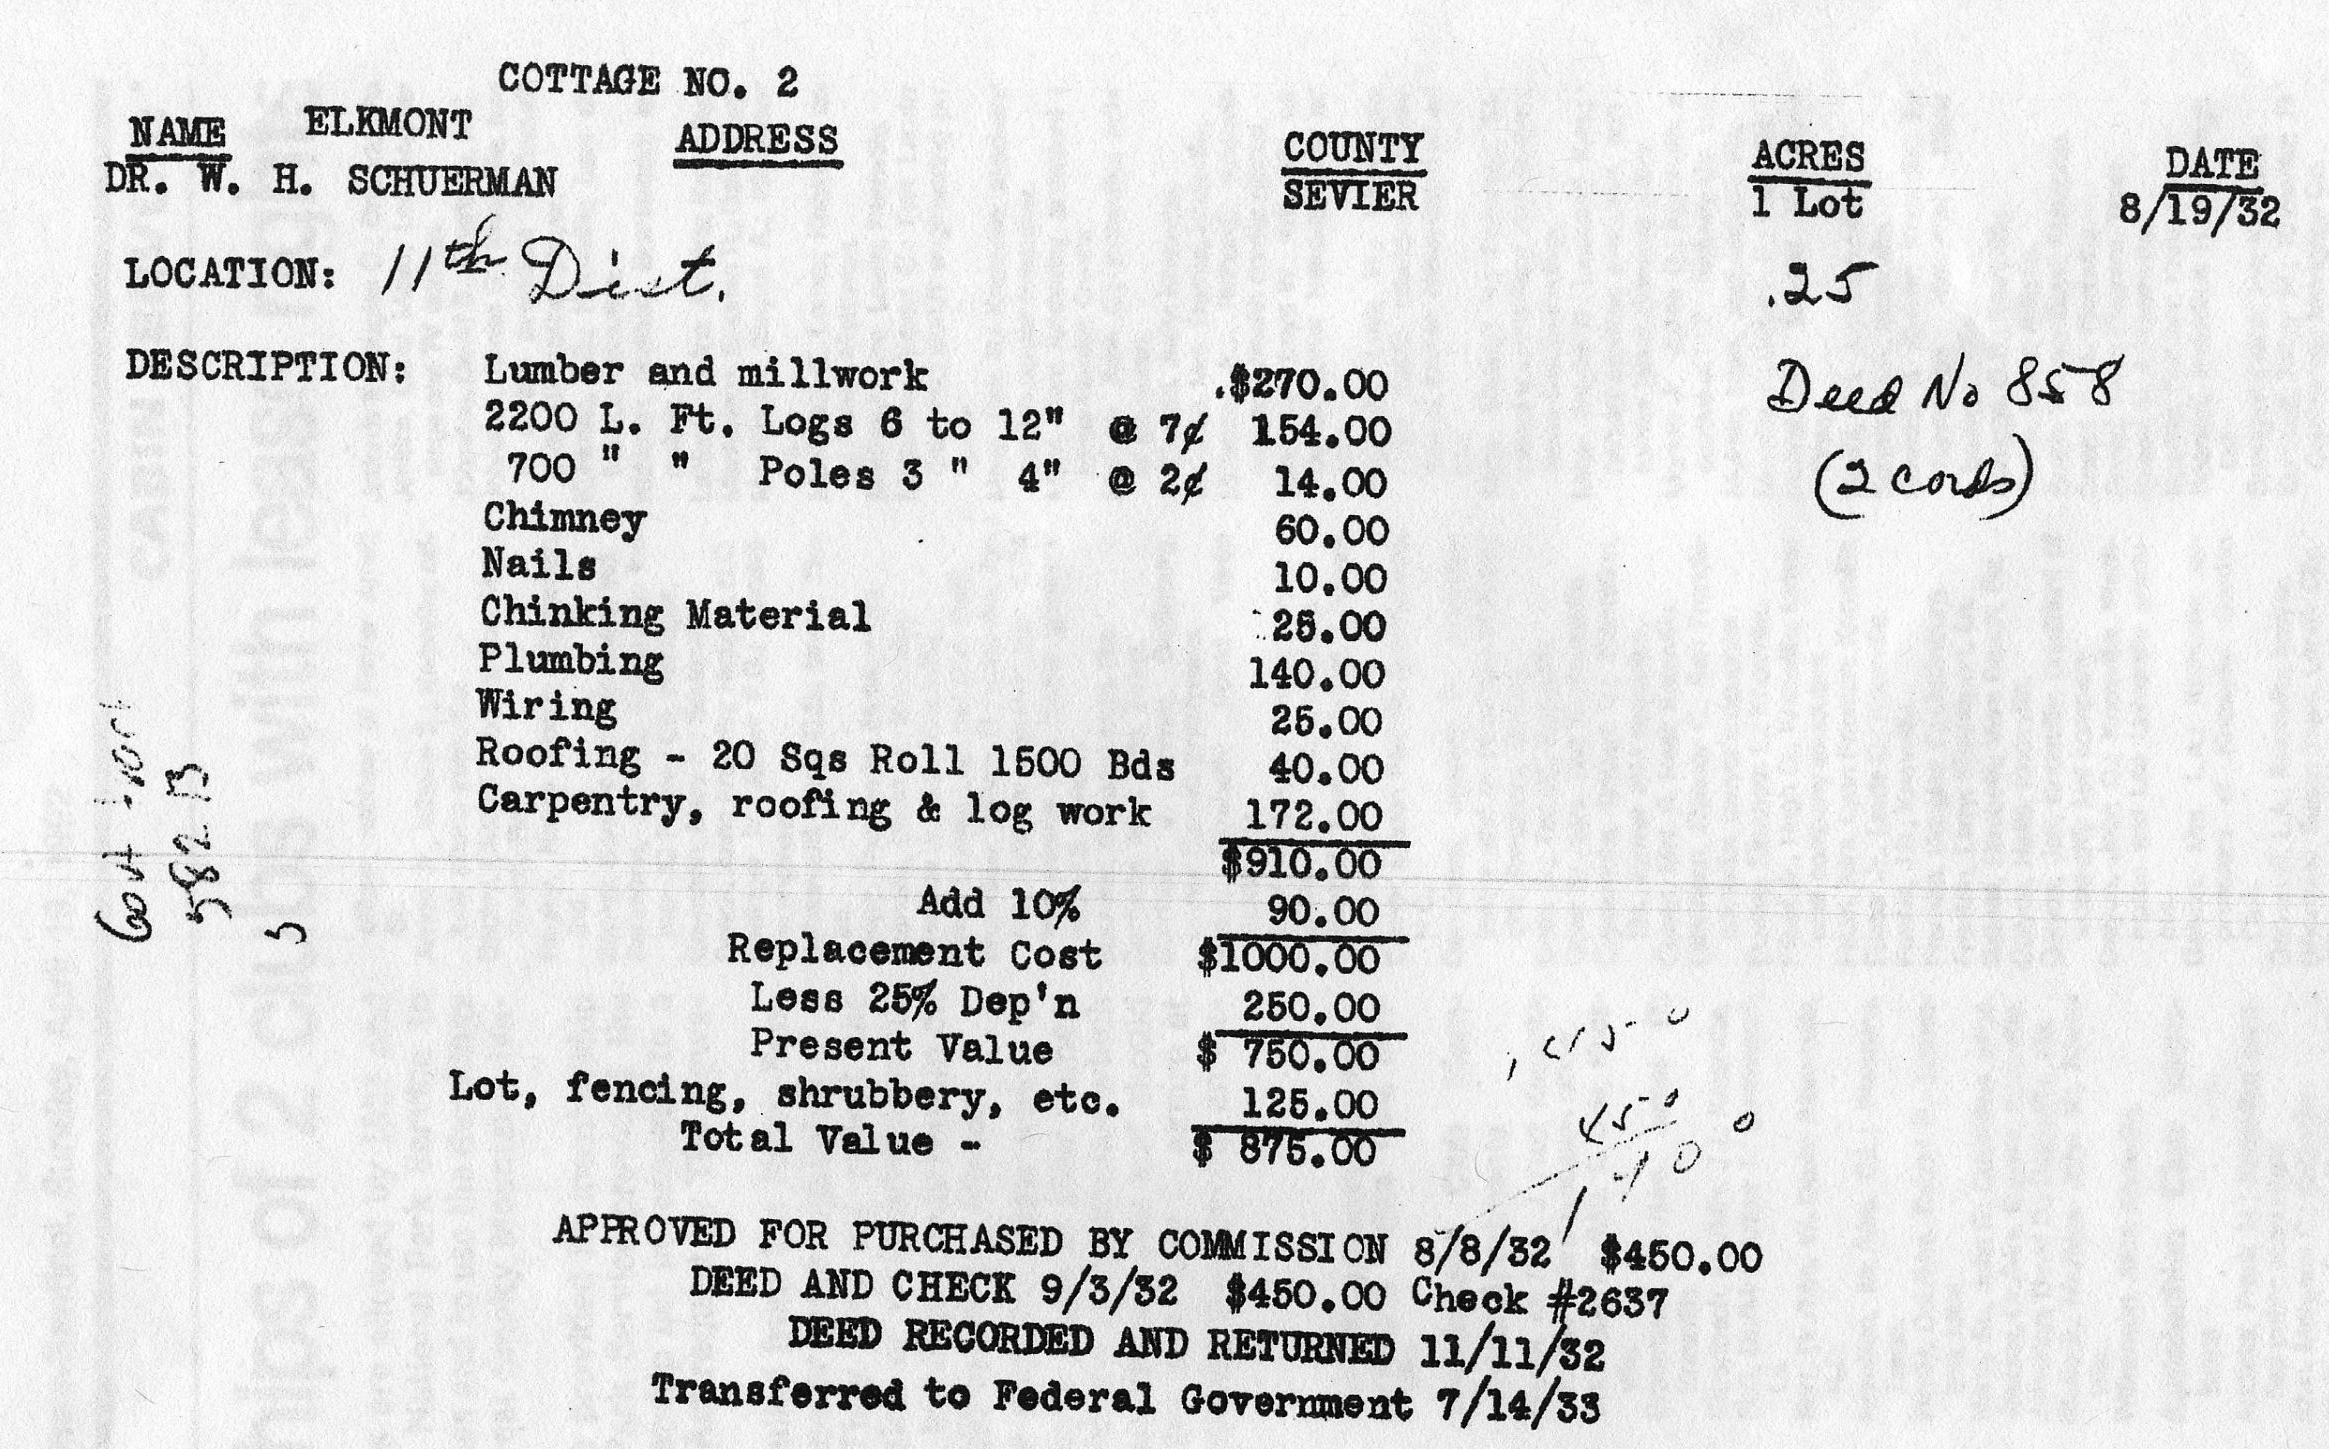 COTTAGE NO. 2
NAME ELKMONT ADDRESS COUNTY ACRES DATE
DR. W. H. SCHUERMAN SEVIER 1 Lot 8/19/32
LOCATION: 11th Dist. .25
DESCRIPTION: Lumber and millwork .$270.00 Deed No 858
2200 L. Ft. Logs 6 to 12" @ 7¢ 154.00
700 " " Poles 3 " 4" @ 2¢ 14.00 (2 cords)
Chimney 60.00
Nails 10.00
Chinking Material 25.00
Plumbing 140.00
Wiring 25.00
Roofing - 20 Sqs Roll 1500 Bds 40.00
Carpentry, roofing & log work 172.00
$910.00
Add 10% 90.00
Replacement Cost $1000.00
Less 25% Dep'n 250.00
Present Value $ 750.00
Lot, fencing, shrubbery, etc. 125.00
Total Value - $ 875.00
450
APPROVED FOR PURCHASED BY COMMISSION 8/8/32 $450.00
DEED AND CHECK 9/3/32 $450.00 Check #2637
DEED RECORDED AND RETURNED 11/11/32
Transferred to Federal Government 7/14/33
582 B